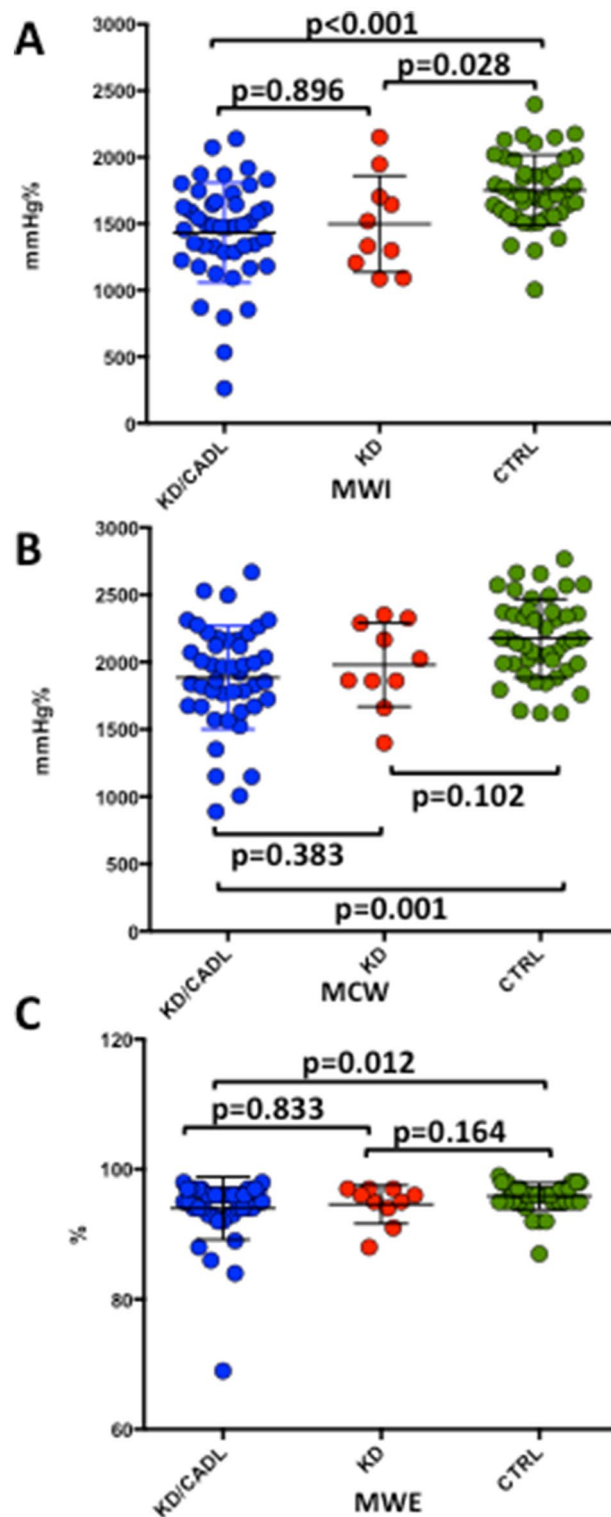 A
3000
p<0.001
2500
p=0.896
p=0.028
2000
mmHg%
1500
1000
500
0
KD/CADL
KD
CTRL
MWI
B
3000
2500
2000
mmHg%
1500
1000
p=0.102
500
p=0.383
p=0.001
0
KD/CADL
KD
CTRL
MCW
C
120
p=0.012
p=0.833
p=0.164
100
%
80
60
KD/CADL
KD
CTRL
MWE